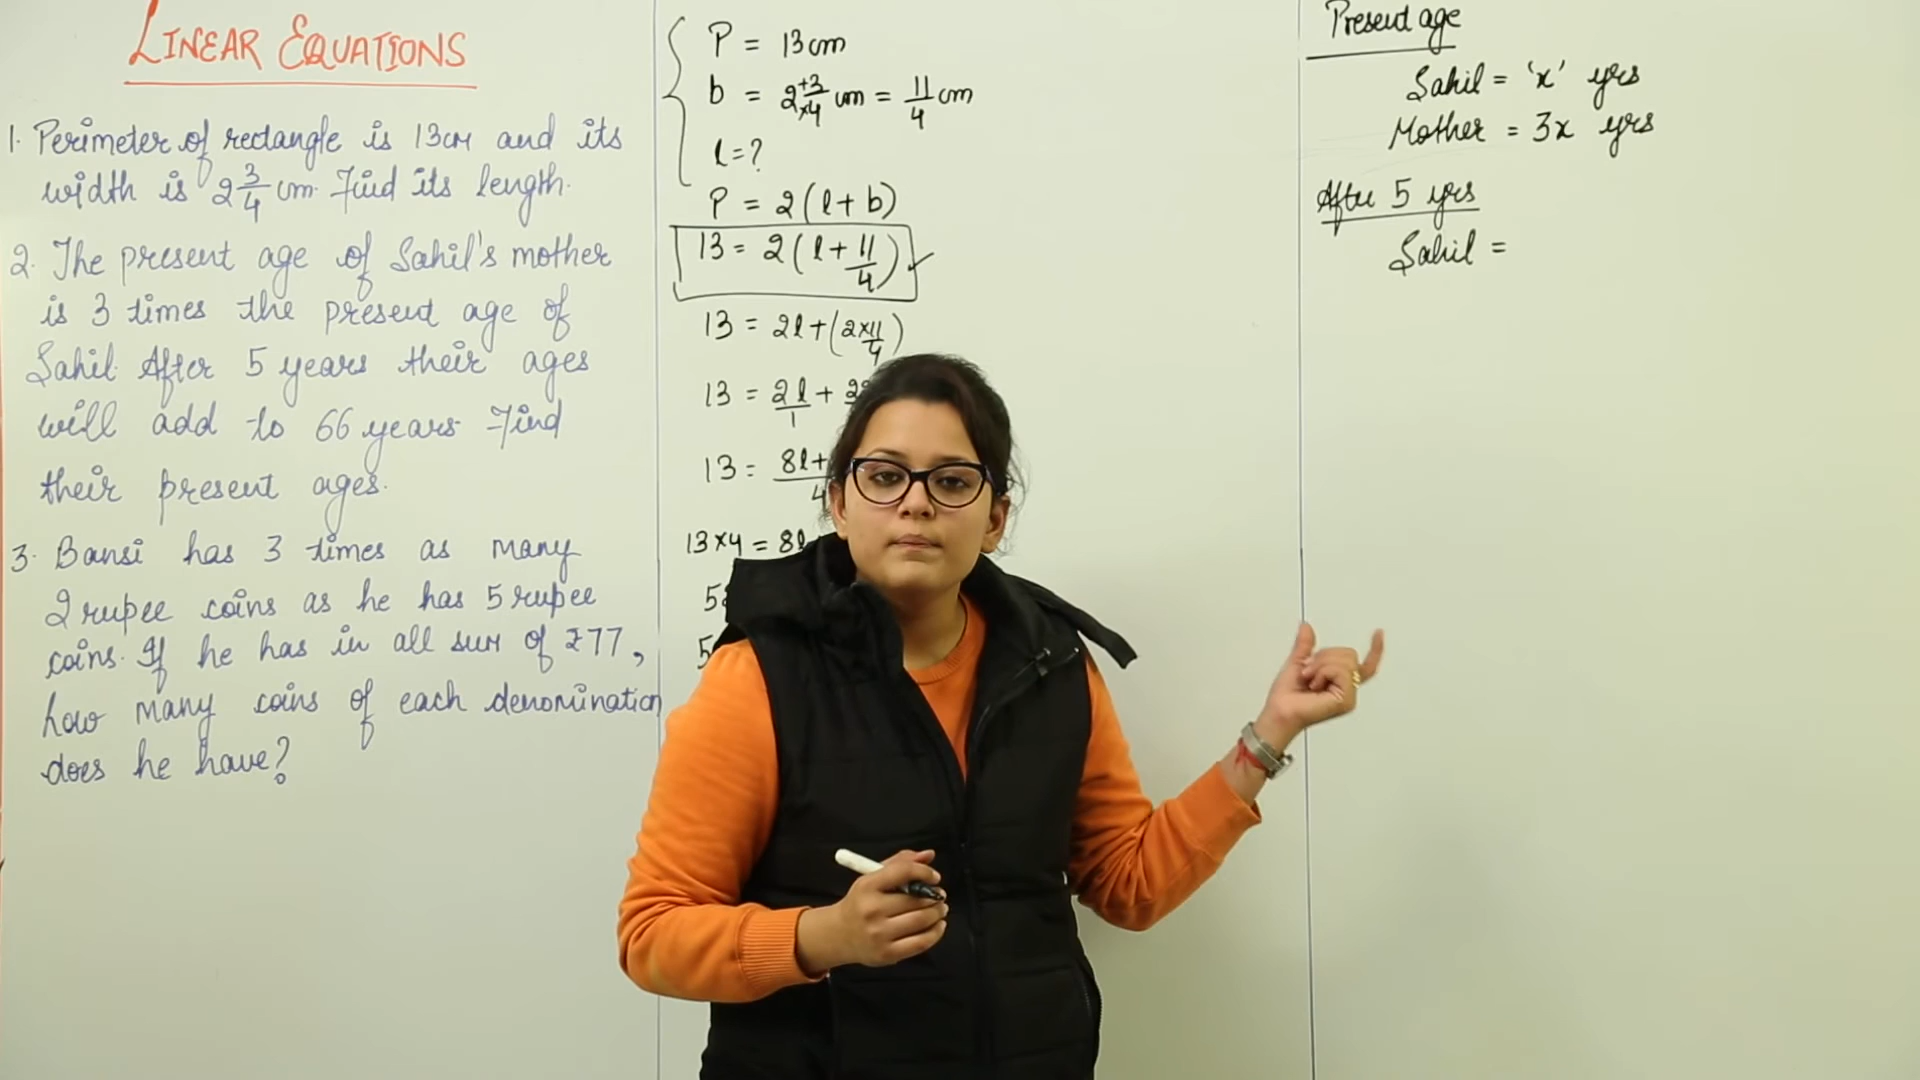 LINEAR EQUATIONS
1. Perimeter of rectangle is 13cm and its
width is 2 3/4 cm. Find its length.
2. The present age of Sahil's mother
is 3 times the present age of
Sahil. After 5 years their ages
will add to 66 years. Find
their present ages.
3. Bansi has 3 times as many
2 rupee coins as he has 5 rupee
coins. If he has in all sum of ₹77,
how many coins of each denomination
does he have?
P = 13cm
b = 2 +3/×4 cm = 11/4 cm
l = ?
P = 2(l + b)
13 = 2(l + 11/4) ✓
13 = 2l + (2×11/4)
13 = 2l/1 +
13 = 8l+
13×4 = 8l
Present age
Sahil = 'x' yrs
Mother = 3x yrs
After 5 yrs
Sahil =